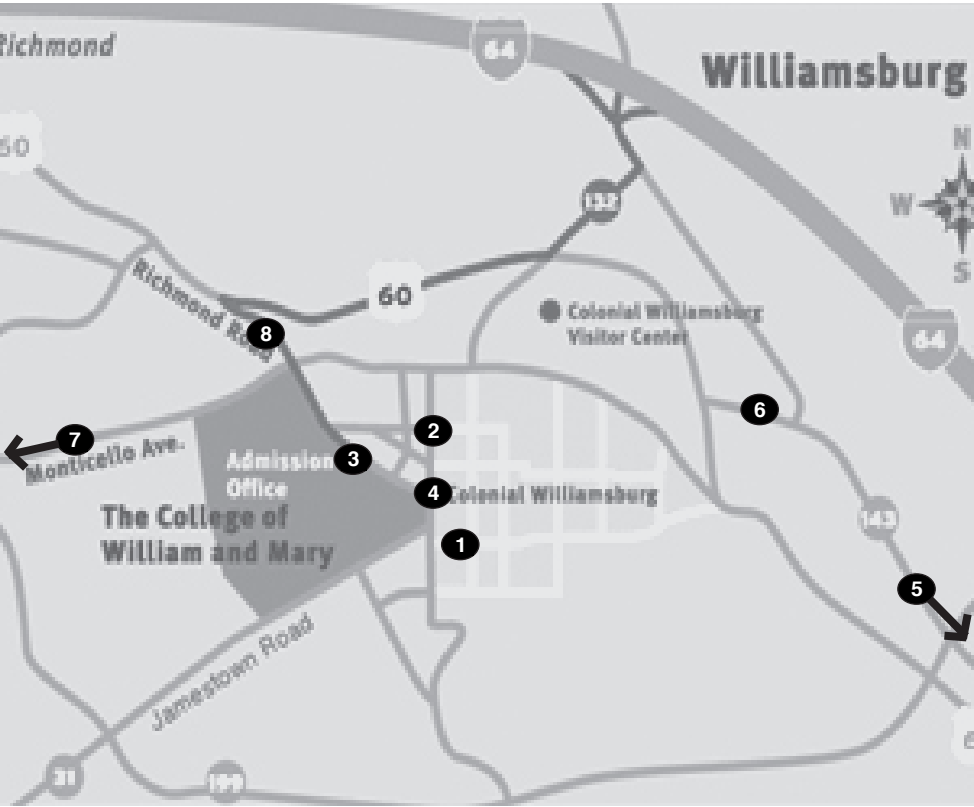 Richmond
64
Williamsburg
60
N
W
S
132
60
Richmond Road
Colonial Williamsburg
Visitor Center
8
64
6
7
Monticello Ave.
2
Admission
Office
3
4
Colonial Williamsburg
The College of
William and Mary
1
143
5
Jamestown Road
31
199